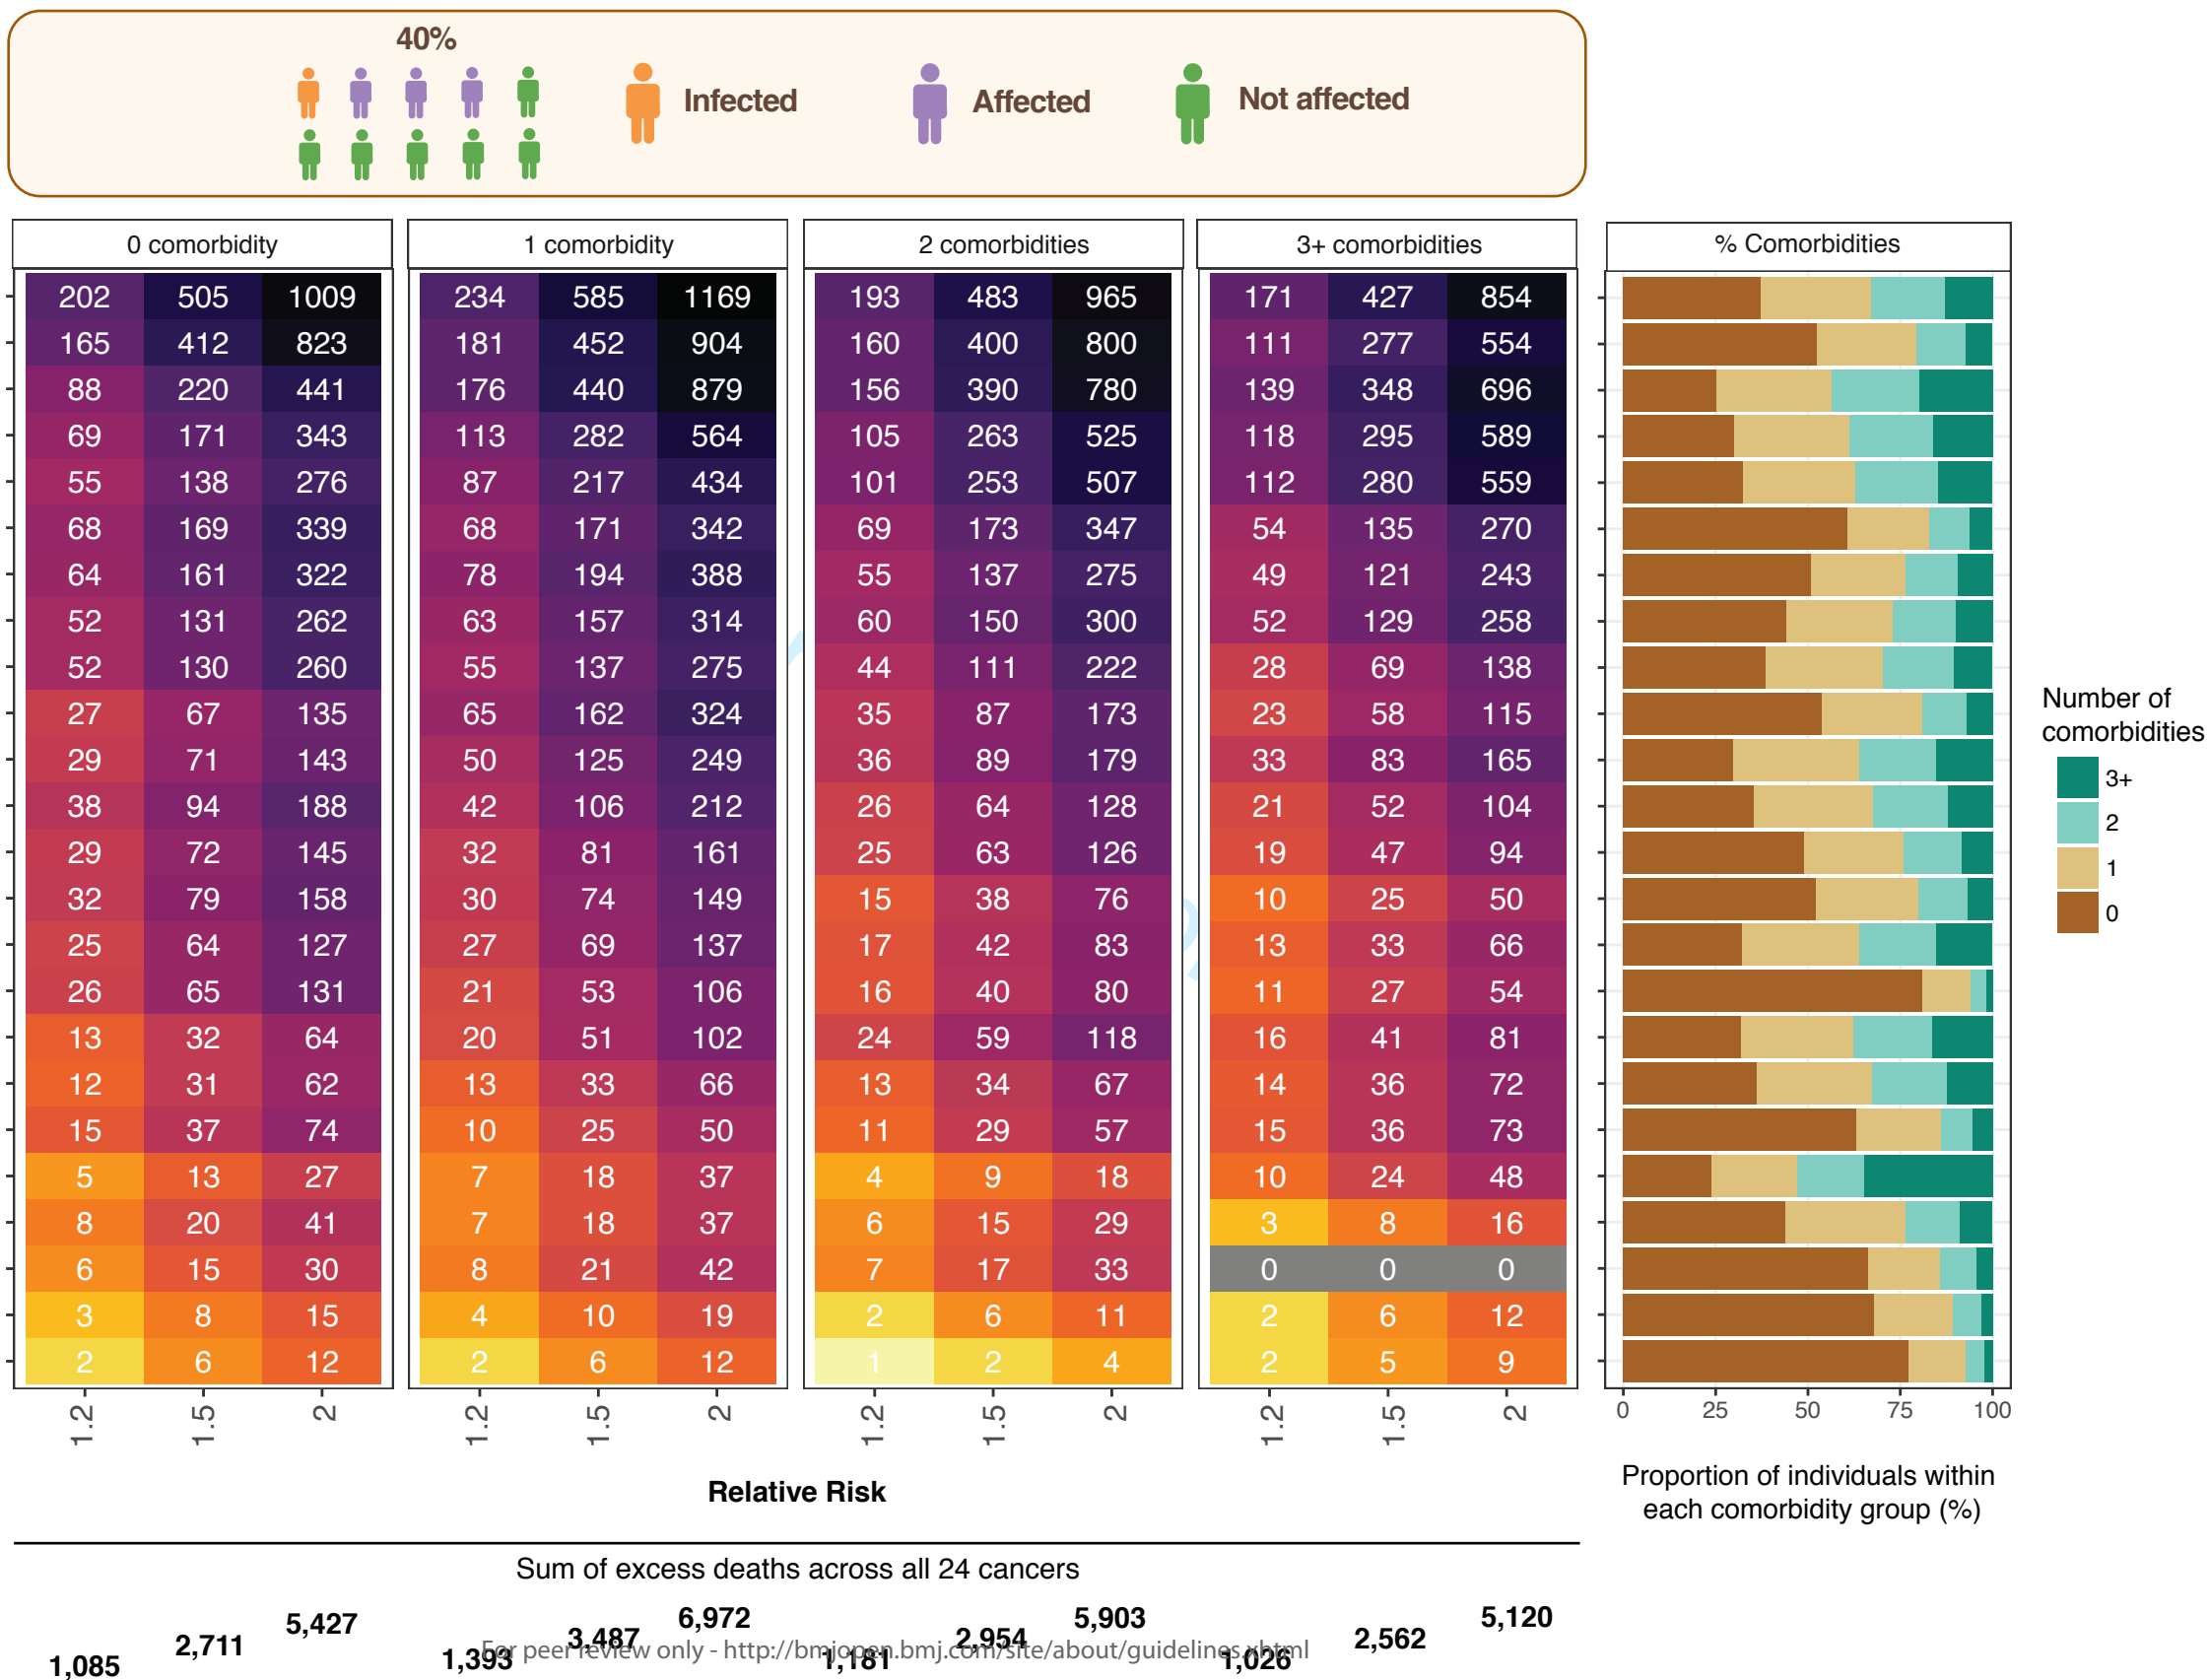 40%
Infected
Affected
Not affected
0 comorbidity 1 comorbidity 2 comorbidities 3+ comorbidities % Comorbidities
202 505 1009 234 585 1169 193 483 965 171 427 854
165 412 823 181 452 904 160 400 800 111 277 554
88 220 441 176 440 879 156 390 780 139 348 696
69 171 343 113 282 564 105 263 525 118 295 589
55 138 276 87 217 434 101 253 507 112 280 559
68 169 339 68 171 342 69 173 347 54 135 270
64 161 322 78 194 388 55 137 275 49 121 243
52 131 262 63 157 314 60 150 300 52 129 258
52 130 260 55 137 275 44 111 222 28 69 138
27 67 135 65 162 324 35 87 173 23 58 115
29 71 143 50 125 249 36 89 179 33 83 165
38 94 188 42 106 212 26 64 128 21 52 104
29 72 145 32 81 161 25 63 126 19 47 94
32 79 158 30 74 149 15 38 76 10 25 50
25 64 127 27 69 137 17 42 83 13 33 66
26 65 131 21 53 106 16 40 80 11 27 54
13 32 64 20 51 102 24 59 118 16 41 81
12 31 62 13 33 66 13 34 67 14 36 72
15 37 74 10 25 50 11 29 57 15 36 73
5 13 27 7 18 37 4 9 18 10 24 48
8 20 41 7 18 37 6 15 29 3 8 16
6 15 30 8 21 42 7 17 33 0 0 0
3 8 15 4 10 19 2 6 11 2 6 12
2 6 12 2 6 12 1 2 4 2 5 9
1.2 1.5 2 1.2 1.5 2 1.2 1.5 2 1.2 1.5 2
0 25 50 75 100
Relative Risk
Proportion of individuals within
each comorbidity group (%)
Number of
comorbidities
3+
2
1
0
Sum of excess deaths across all 24 cancers
1,085 2,711 5,427 1,393 3,487 6,972 1,181 2,954 5,903 1,026 2,562 5,120
For peer review only - http://bmjopen.bmj.com/site/about/guidelines.xhtml